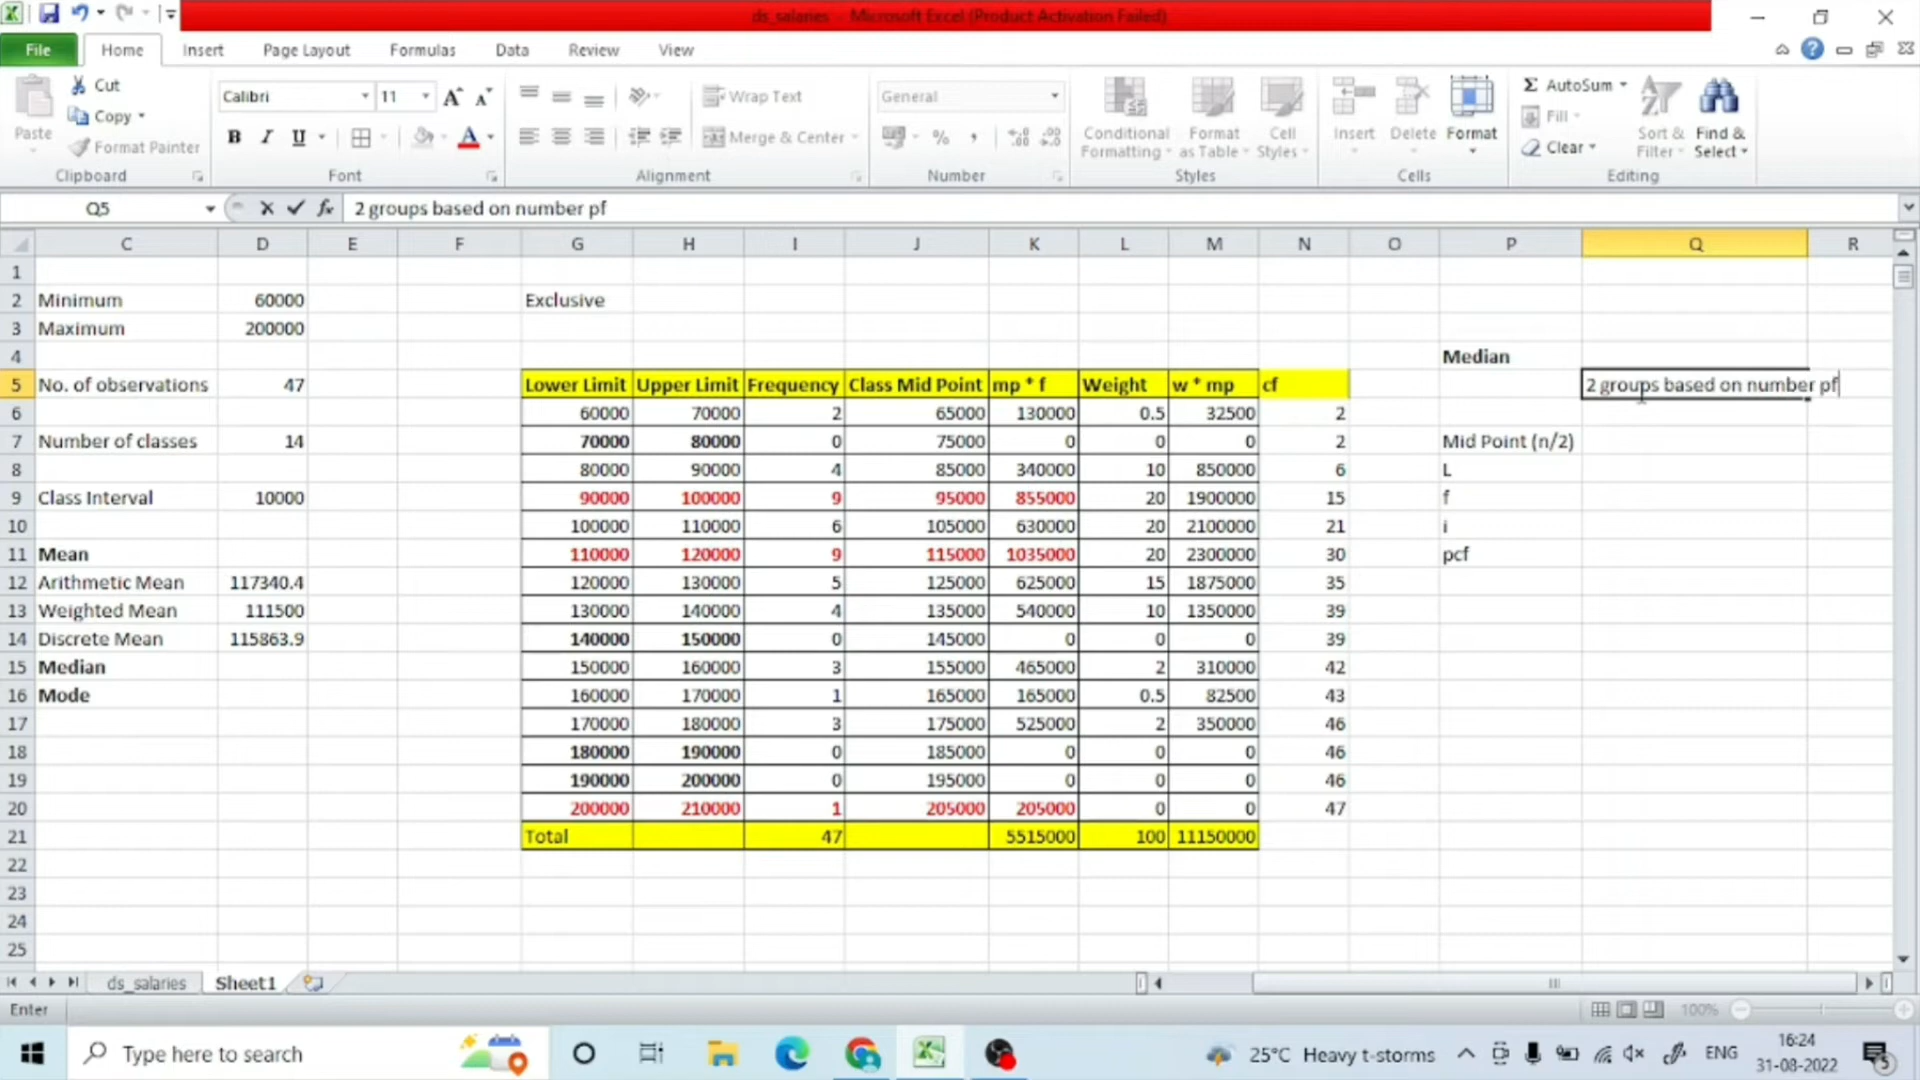 ds_salaries - Microsoft Excel (Product Activation Failed)
File Home Insert Page Layout Formulas Data Review View
Paste Cut Copy Format Painter Clipboard
Calibri 11 A A B I U A Font
Wrap Text Merge & Center Alignment
General % , Number
Conditional Formatting Format as Table Cell Styles Styles
Insert Delete Format Cells
Σ AutoSum Fill Clear Sort & Filter Find & Select Editing
Q5 fx 2 groups based on number pf
C D E F G H I J K L M N O P Q R
1
2 Minimum 60000 Exclusive
3 Maximum 200000
4 Median
5 No. of observations 47 Lower Limit Upper Limit Frequency Class Mid Point mp * f Weight w * mp cf 2 groups based on number pf
6 60000 70000 2 65000 130000 0.5 32500 2
7 Number of classes 14 70000 80000 0 75000 0 0 0 2 Mid Point (n/2)
8 80000 90000 4 85000 340000 10 850000 6 L
9 Class Interval 10000 90000 100000 9 95000 855000 20 1900000 15 f
10 100000 110000 6 105000 630000 20 2100000 21 i
11 Mean 110000 120000 9 115000 1035000 20 2300000 30 pcf
12 Arithmetic Mean 117340.4 120000 130000 5 125000 625000 15 1875000 35
13 Weighted Mean 111500 130000 140000 4 135000 540000 10 1350000 39
14 Discrete Mean 115863.9 140000 150000 0 145000 0 0 0 39
15 Median 150000 160000 3 155000 465000 2 310000 42
16 Mode 160000 170000 1 165000 165000 0.5 82500 43
17 170000 180000 3 175000 525000 2 350000 46
18 180000 190000 0 185000 0 0 0 46
19 190000 200000 0 195000 0 0 0 46
20 200000 210000 1 205000 205000 0 0 47
21 Total 47 5515000 100 11150000
22
23
24
25
ds_salaries Sheet1
Enter 100%
Type here to search 25°C Heavy t-storms ENG 16:24
31-08-2022 5